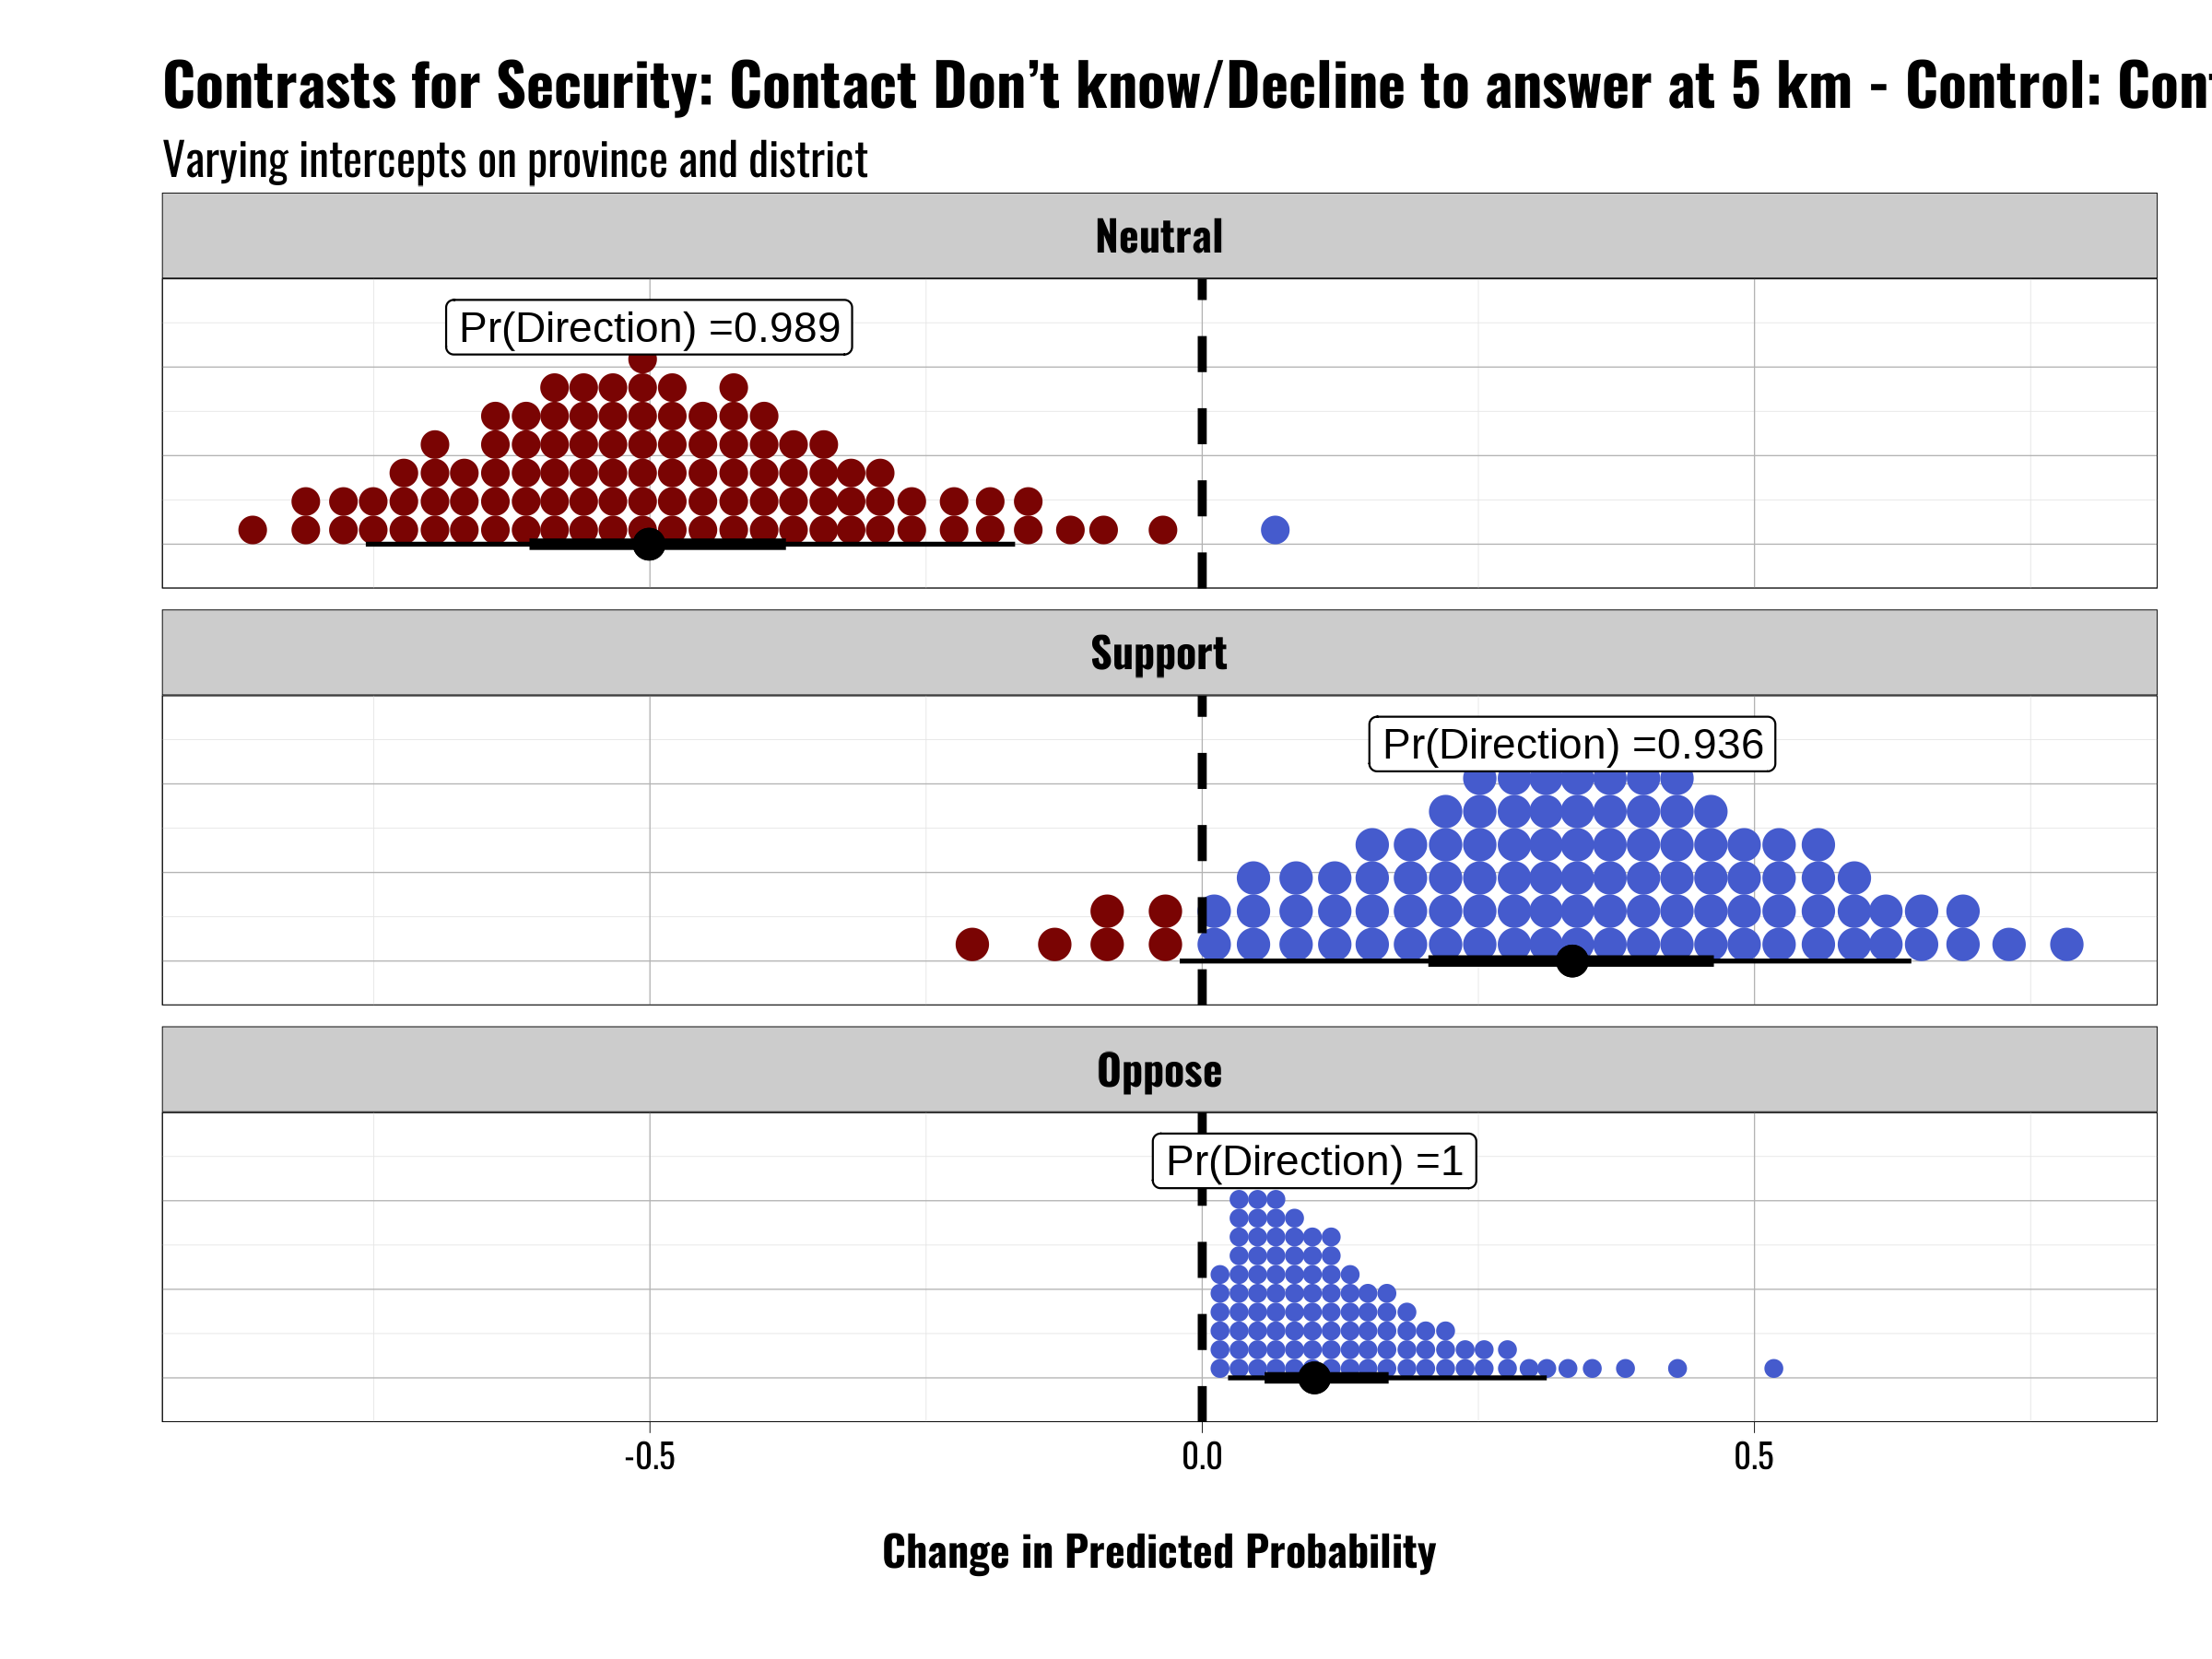 Contrasts for Security: Contact Don’t know/Decline to answer at 5 km - Control:
Varying intercepts on province and district
Neutral
Pr(Direction) =0.989
Support
Pr(Direction) =0.936
Oppose
Pr(Direction) =1
-0.5 0.0 0.5
Change in Predicted Probability